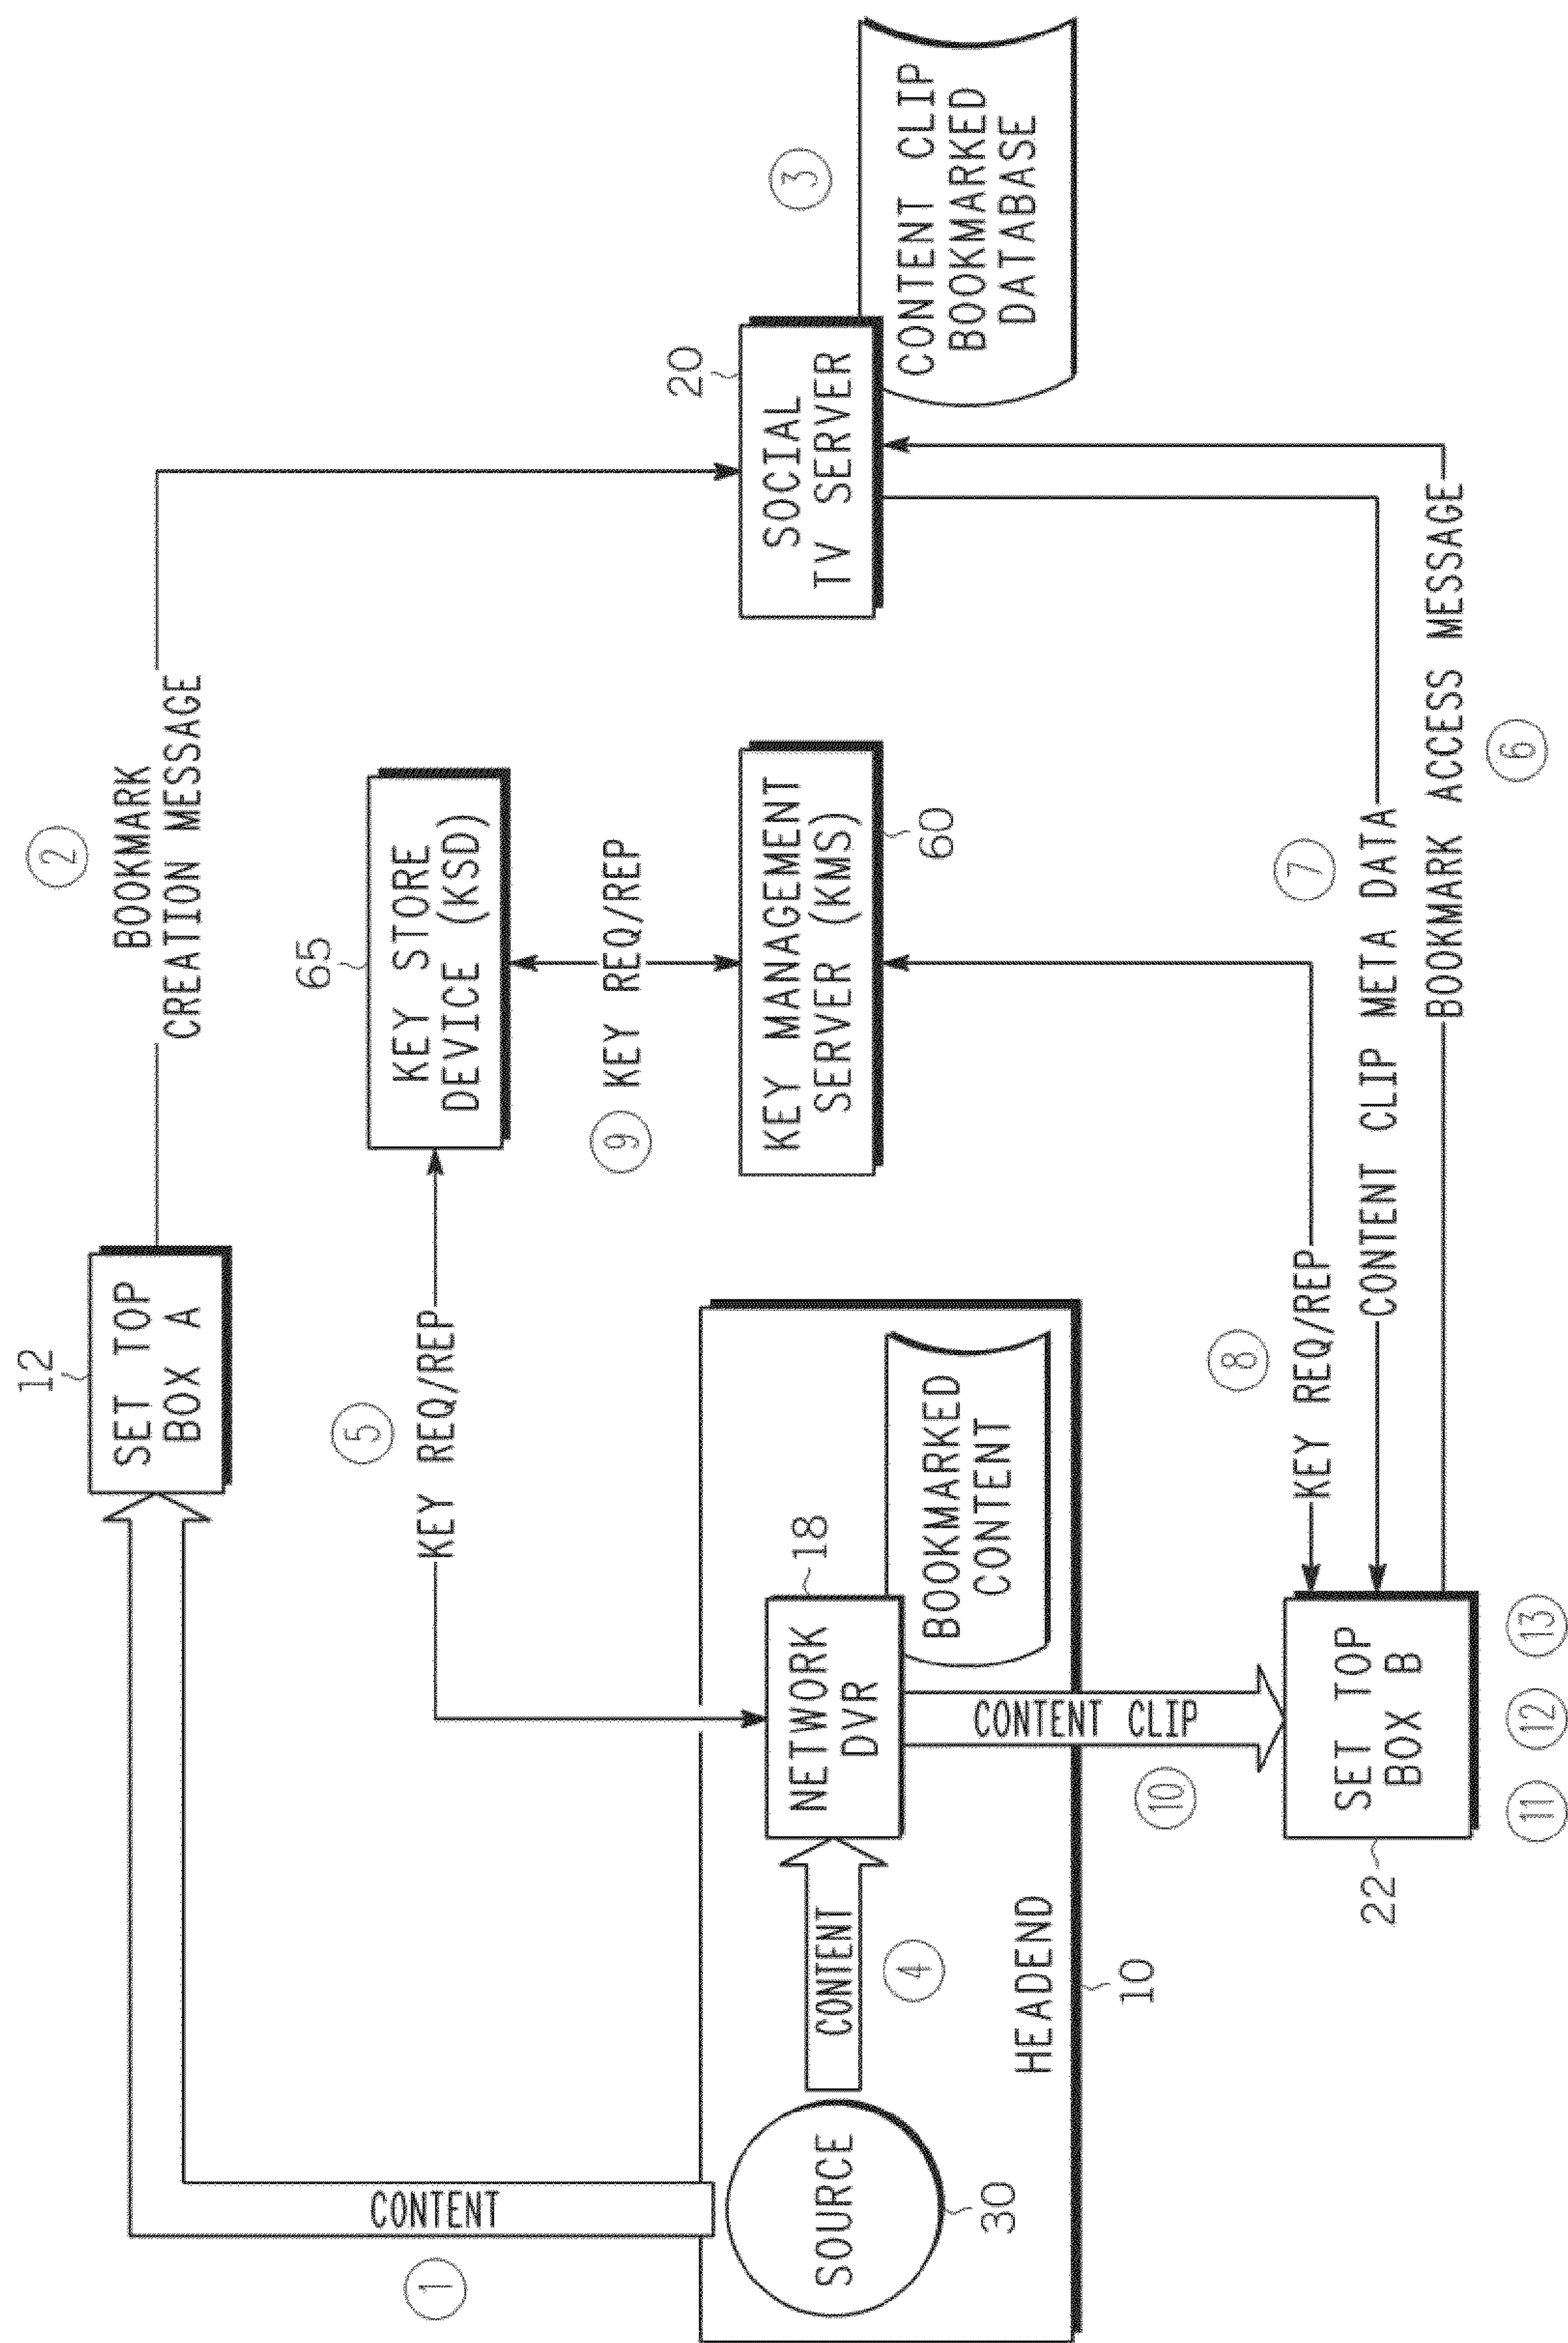 1
CONTENT
12
SET TOP
BOX A
2
BOOKMARK
CREATION MESSAGE
5
KEY REQ/REP
65
KEY STORE
DEVICE (KSD)
9
KEY REQ/REP
KEY MANAGEMENT
SERVER (KMS)
60
20
SOCIAL
TV SERVER
3
CONTENT CLIP
BOOKMARKED
DATABASE
SOURCE
30
CONTENT
4
NETWORK
DVR
18
BOOKMARKED
CONTENT
HEADEND
10
CONTENT CLIP
10
8
KEY REQ/REP
7
CONTENT CLIP META DATA
BOOKMARK ACCESS MESSAGE
6
SET TOP
BOX B
22
11
12
13